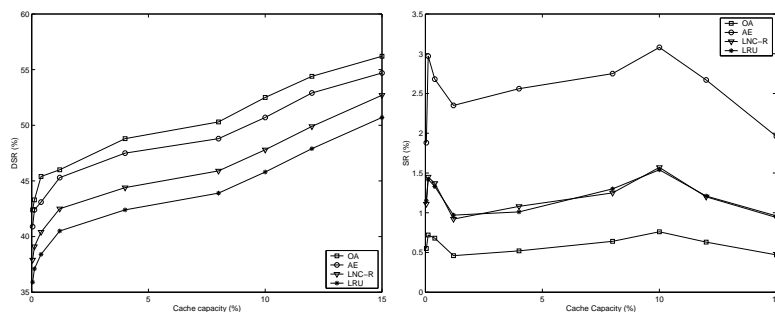 60
55
50
45
40
35
DSR (%)
0
5
10
15
Cache capacity (%)
OA
AE
LNC−R
LRU
3.5
3
2.5
2
1.5
1
0.5
0
SR (%)
0
5
10
15
Cache Capacity (%)
OA
AE
LNC−R
LRU